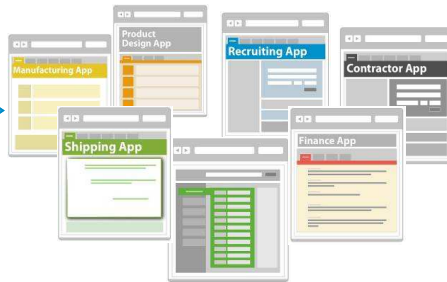 Product
Design App
Recruiting App
Manufacturing App
Contractor App
Shipping App
Finance App